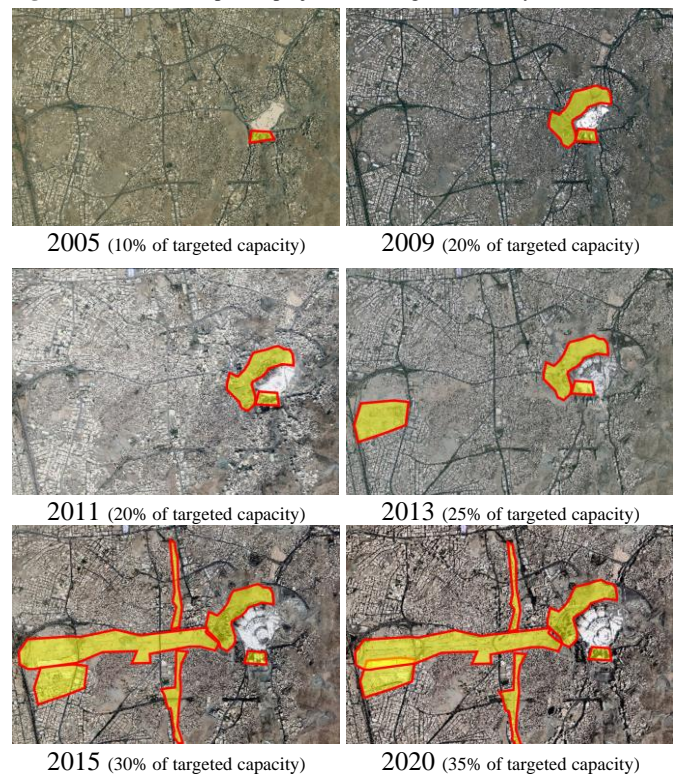 2005 (10% of targeted capacity)
2009 (20% of targeted capacity)
2011 (20% of targeted capacity)
2013 (25% of targeted capacity)
2015 (30% of targeted capacity)
2020 (35% of targeted capacity)